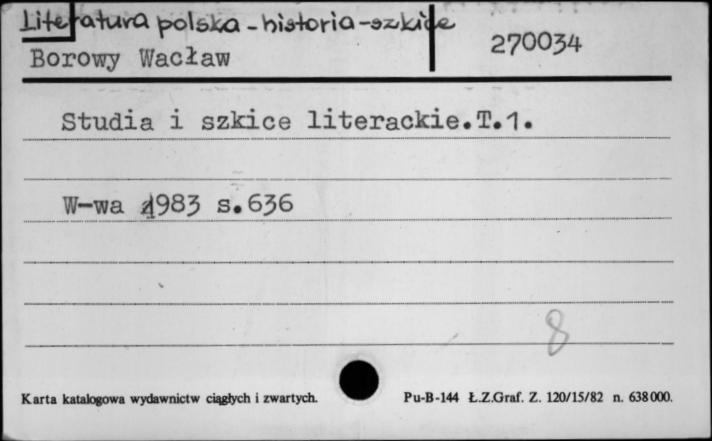 Literatura polska-historia-szkice
270034
Borowy Wacław
Studia i szkice literackie.T.1.
W-wa 1983 s.636
8
Karta katalogowa wydawnictw ciągłych i zwartych.
Pu-B-144 Ł.Z.Graf. Z. 120/15/82 n. 638000.